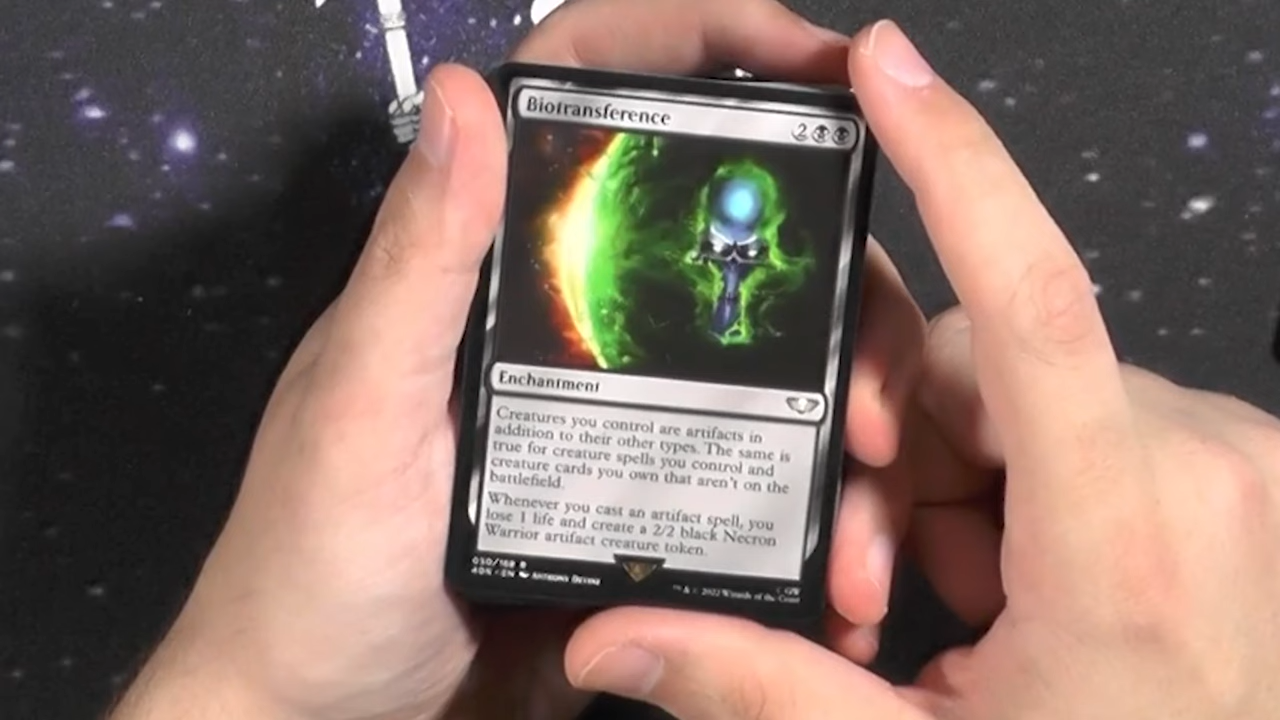 Biotransference
2
Enchantment
Creatures you control are artifacts in
addition to their other types. The same is
true for creature spells you control and
creature cards you own that aren't on the
battlefield.
Whenever you cast an artifact spell, you
lose 1 life and create a 2/2 black Necron
Warrior artifact creature token.
050/168 R
40K · EN Anthony Devine
™ & © 2022 Wizards of the Coast
© GW